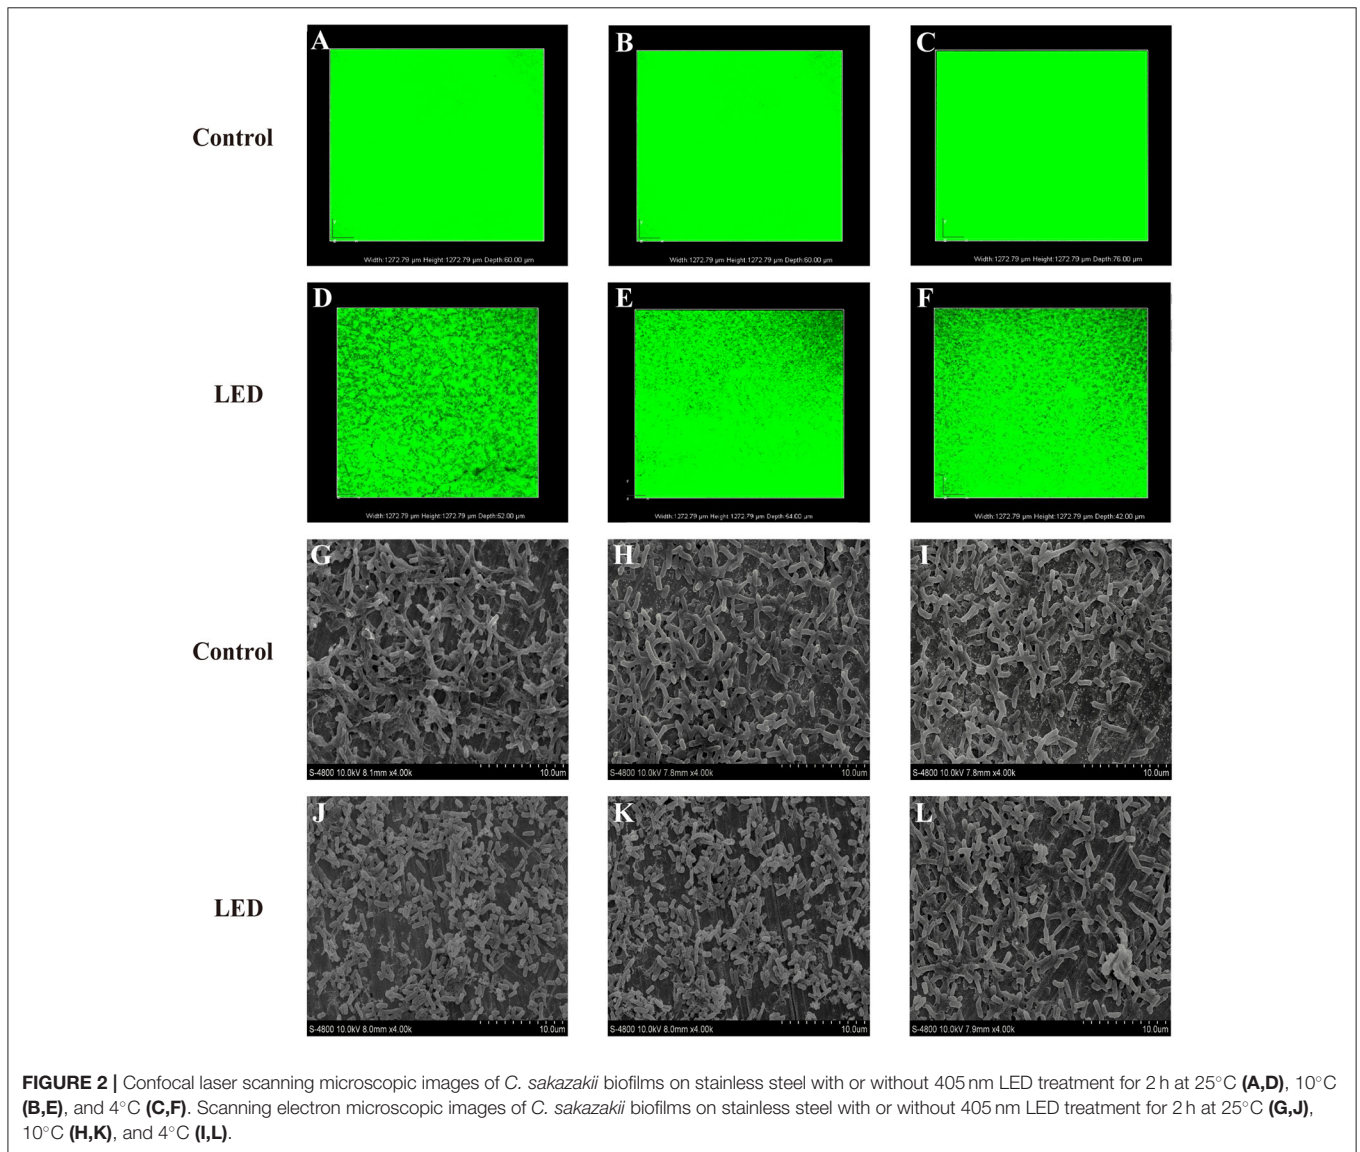 A
B
C
Control
Width:1272.79 µm Height:1272.79 µm Depth:60.00 µm
Width:1272.79 µm Height:1272.79 µm Depth:60.00 µm
Width:1272.79 µm Height:1272.79 µm Depth:76.00 µm
D
E
F
LED
Width:1272.79 µm Height:1272.79 µm Depth:52.00 µm
Width:1272.79 µm Height:1272.79 µm Depth:54.00 µm
Width:1272.79 µm Height:1272.79 µm Depth:42.00 µm
G
H
I
Control
S-4800 10.0kV 8.1mm x4.00k 10.0um
S-4800 10.0kV 7.8mm x4.00k 10.0um
S-4800 10.0kV 7.8mm x4.00k 10.0um
J
K
L
LED
S-4800 10.0kV 8.0mm x4.00k 10.0um
S-4800 10.0kV 8.0mm x4.00k 10.0um
S-4800 10.0kV 7.9mm x4.00k 10.0um
FIGURE 2 | Confocal laser scanning microscopic images of C. sakazakii biofilms on stainless steel with or without 405 nm LED treatment for 2 h at 25°C (A,D), 10°C
(B,E), and 4°C (C,F). Scanning electron microscopic images of C. sakazakii biofilms on stainless steel with or without 405 nm LED treatment for 2 h at 25°C (G,J),
10°C (H,K), and 4°C (I,L).